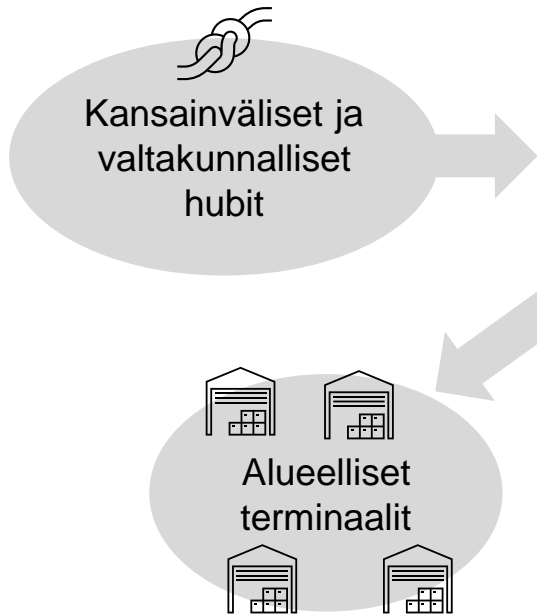 Kansainväliset ja
valtakunnalliset
hubit
Alueelliset
terminaalit